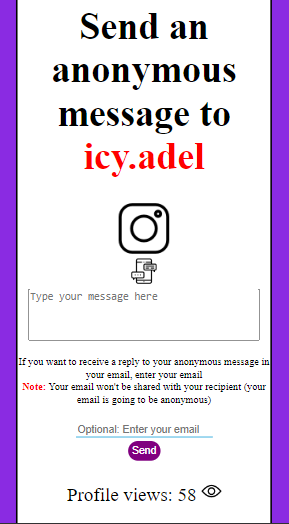 Send an
anonymous
message to
icy.adel
Type your message here
If you want to receive a reply to your anonymous message in
your email, enter your email
Note: Your email won't be shared with your recipient (your
email is going to be anonymous)
Optional: Enter your email
Send
Profile views: 58